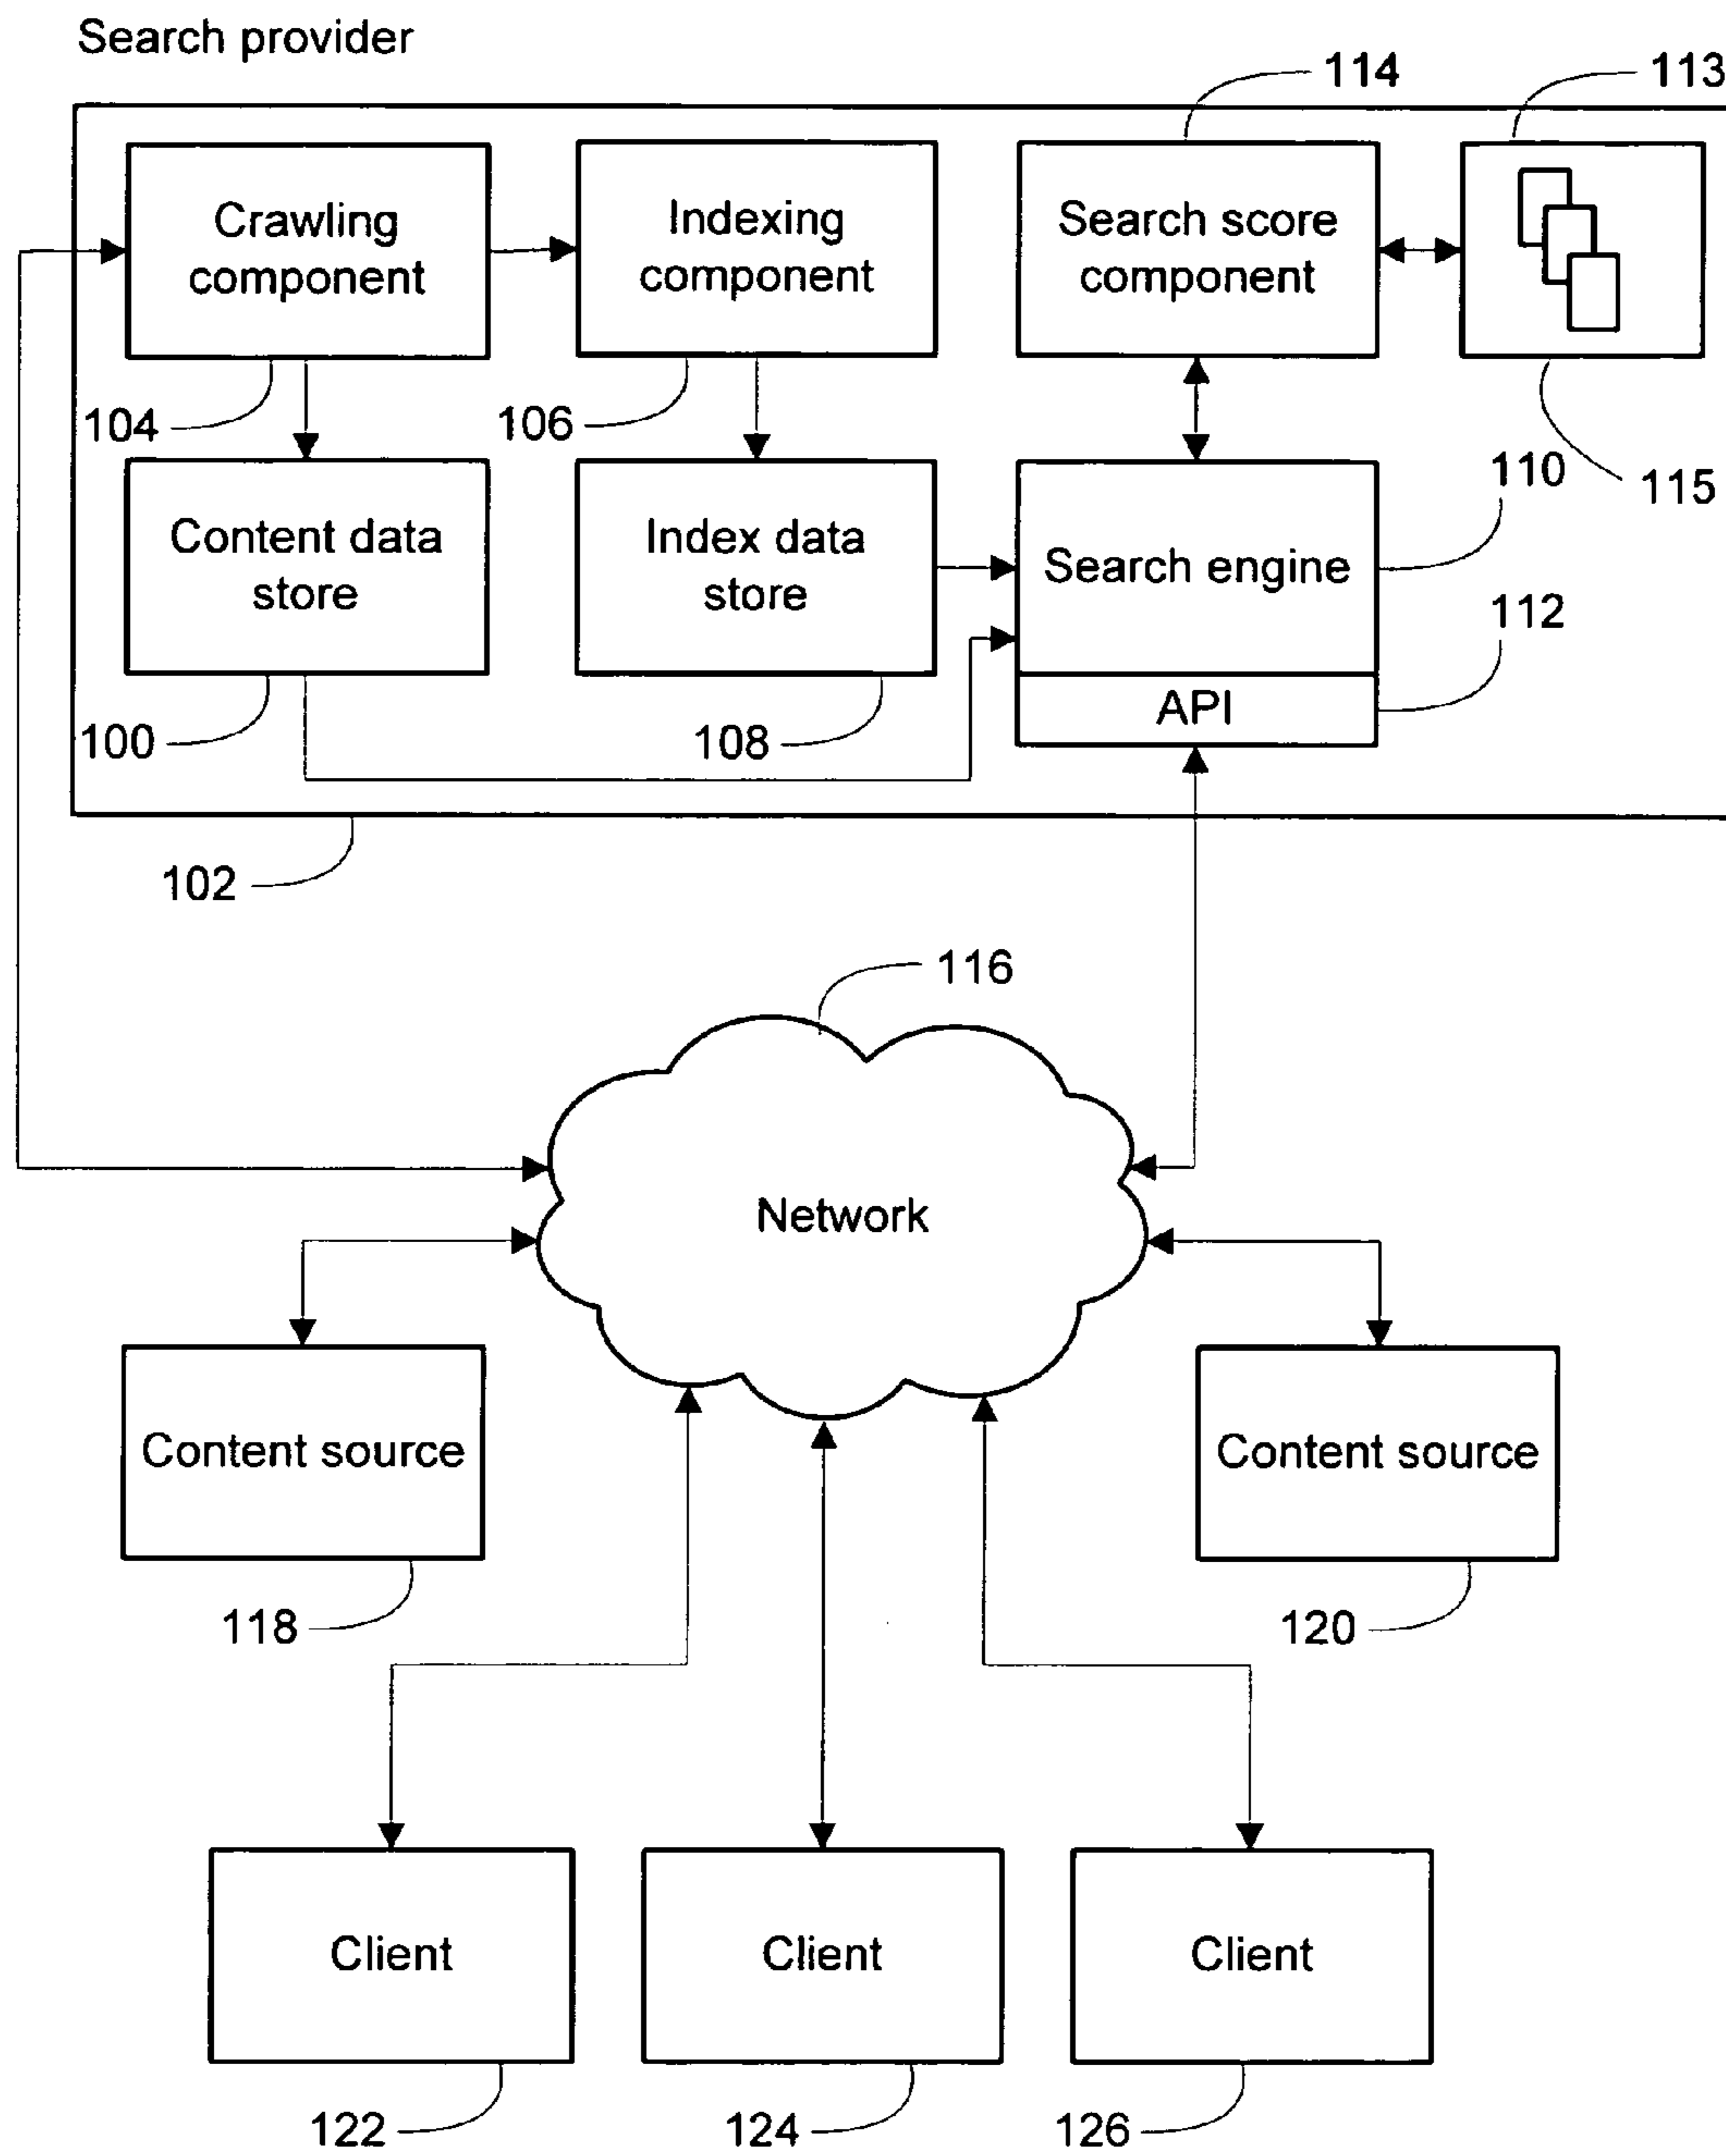 Search provider
114
113
Crawling
component
Indexing
component
Search score
component
104
106
115
110
Content data
store
Index data
store
Search engine
112
API
100
108
102
116
Network
Content source
Content source
118
120
Client
Client
Client
122
124
126